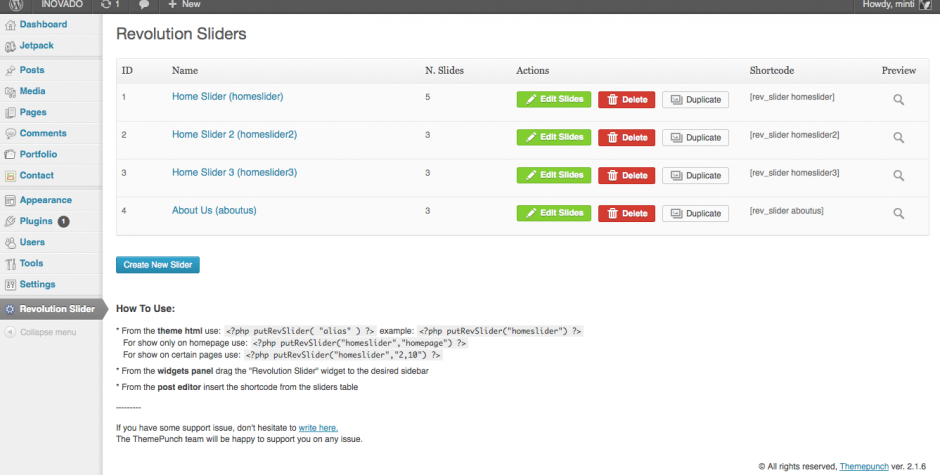 INOVADO 1 + New Howdy, minti
Dashboard
Jetpack
Posts
Media
Pages
Comments
Portfolio
Contact
Appearance
Plugins 1
Users
Tools
Settings
Revolution Slider
Collapse menu
Revolution Sliders
ID Name N. Slides Actions Shortcode Preview
1 Home Slider (homeslider) 5 Edit Slides Delete Duplicate [rev_slider homeslider]
2 Home Slider 2 (homeslider2) 3 Edit Slides Delete Duplicate [rev_slider homeslider2]
3 Home Slider 3 (homeslider3) 3 Edit Slides Delete Duplicate [rev_slider homeslider3]
4 About Us (aboutus) 3 Edit Slides Delete Duplicate [rev_slider aboutus]
Create New Slider
How To Use:
* From the theme html use: <?php putRevSlider( "alias" ) ?> example: <?php putRevSlider("homeslider") ?>
For show only on homepage use: <?php putRevSlider("homeslider","homepage") ?>
For show on certain pages use: <?php putRevSlider("homeslider","2,10") ?>
* From the widgets panel drag the "Revolution Slider" widget to the desired sidebar
* From the post editor insert the shortcode from the sliders table
---------
If you have some support issue, don't hesitate to write here.
The ThemePunch team will be happy to support you on any issue.
© All rights reserved, Themepunch ver. 2.1.6